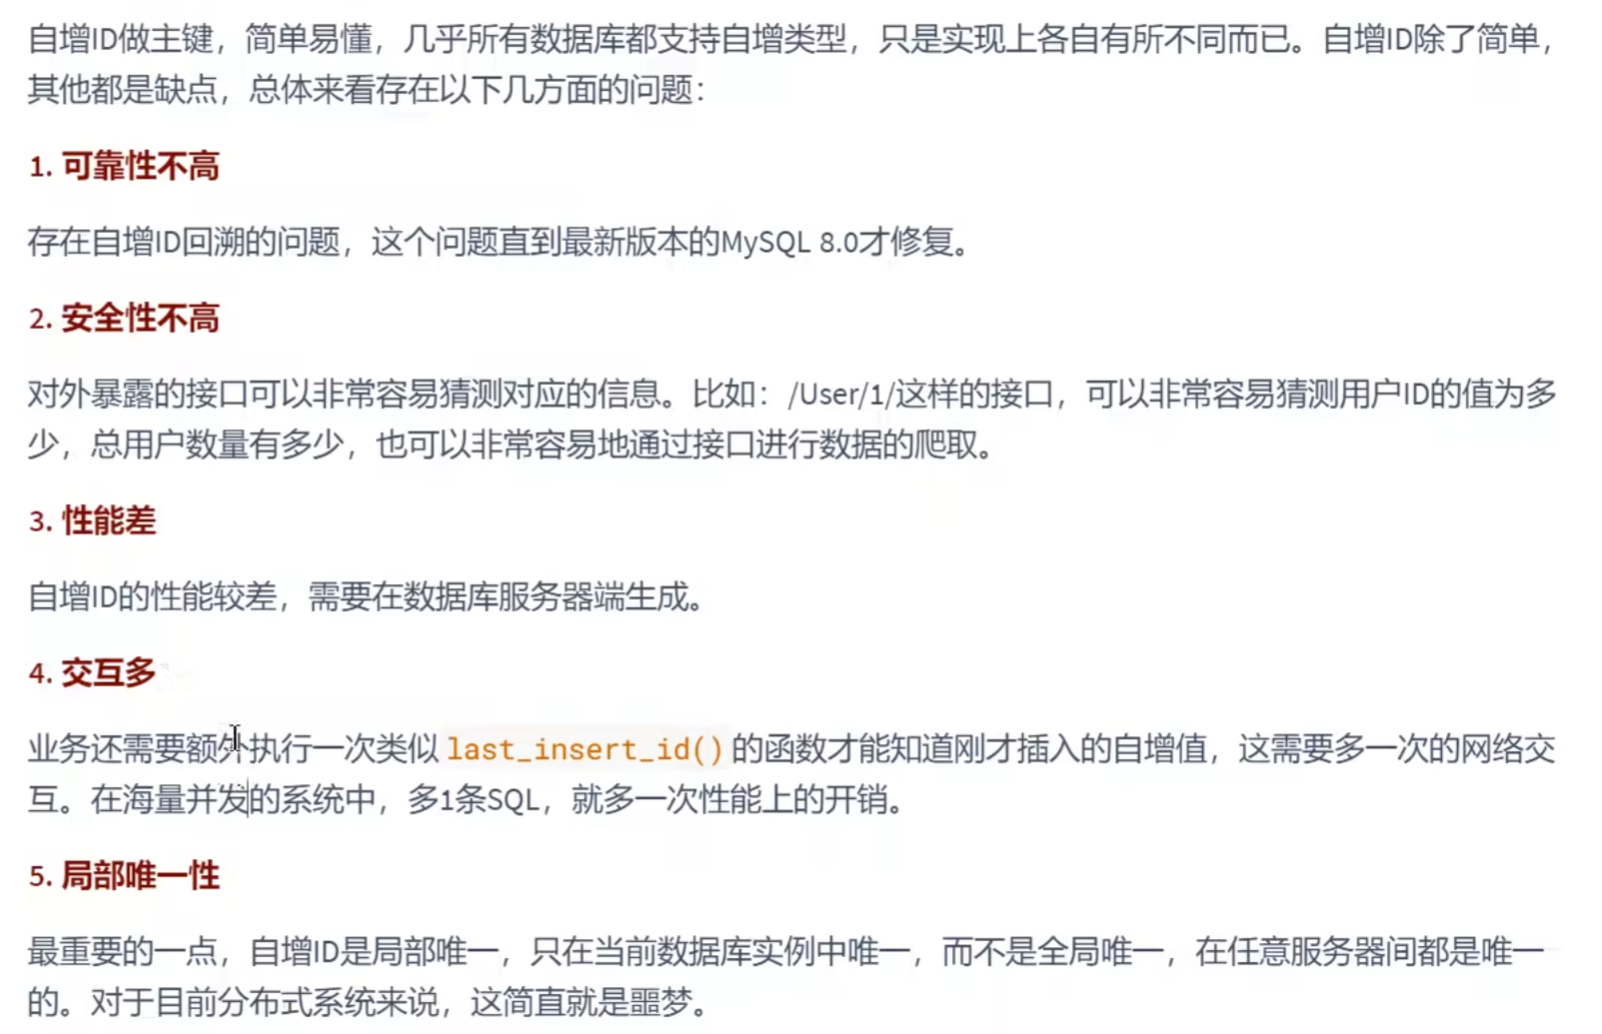 自增ID做主键，简单易懂，几乎所有数据库都支持自增类型，只是实现上各自有所不同而已。自增ID除了简单，
其他都是缺点，总体来看存在以下几方面的问题：
1. 可靠性不高
存在自增ID回溯的问题，这个问题直到最新版本的MySQL 8.0才修复。
2. 安全性不高
对外暴露的接口可以非常容易猜测对应的信息。比如：/User/1/这样的接口，可以非常容易猜测用户ID的值为多
少，总用户数量有多少，也可以非常容易地通过接口进行数据的爬取。
3. 性能差
自增ID的性能较差，需要在数据库服务器端生成。
4. 交互多
业务还需要额外执行一次类似 last_insert_id() 的函数才能知道刚才插入的自增值，这需要多一次的网络交
互。在海量并发的系统中，多1条SQL，就多一次性能上的开销。
5. 局部唯一性
最重要的一点，自增ID是局部唯一，只在当前数据库实例中唯一，而不是全局唯一，在任意服务器间都是唯一
的。对于目前分布式系统来说，这简直就是噩梦。